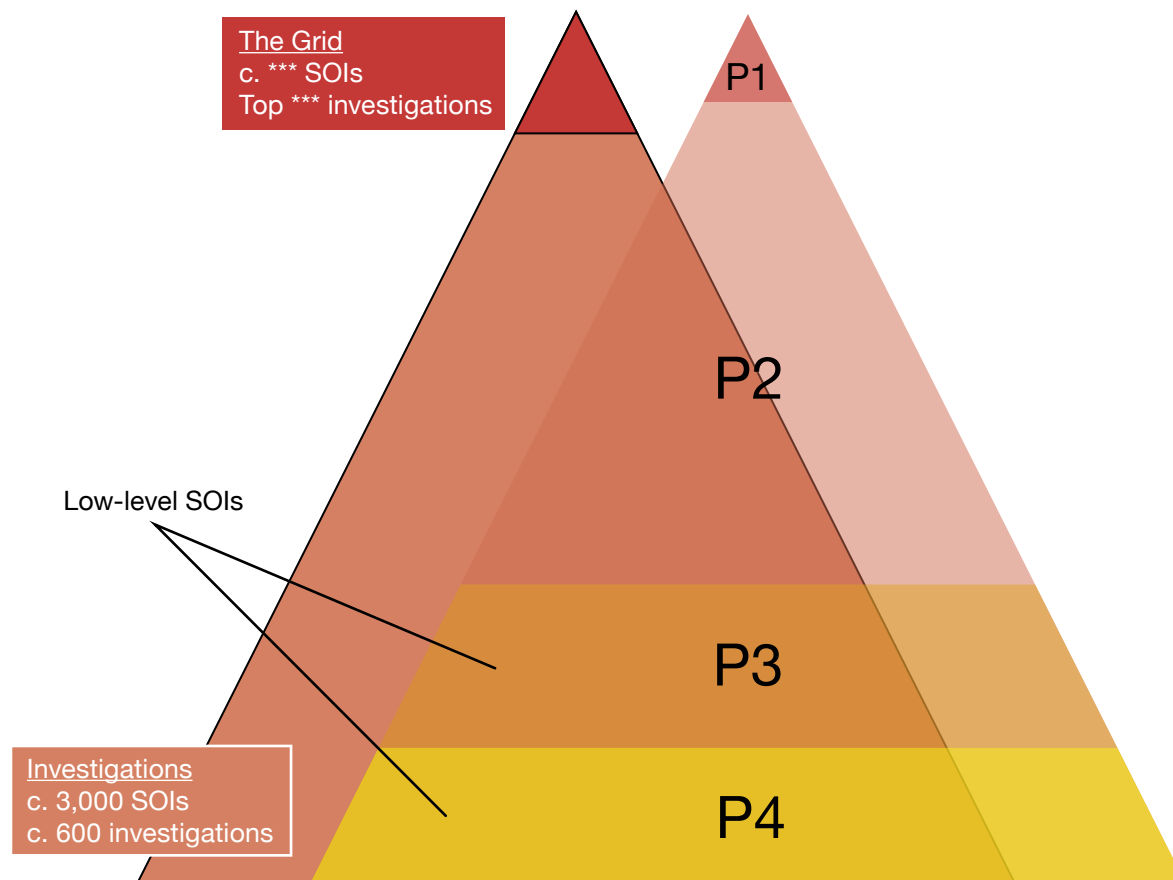 The Grid
c. *** SOIs
Top *** investigations
P1
P2
Low-level SOIs
P3
Investigations
c. 3,000 SOIs
c. 600 investigations
P4